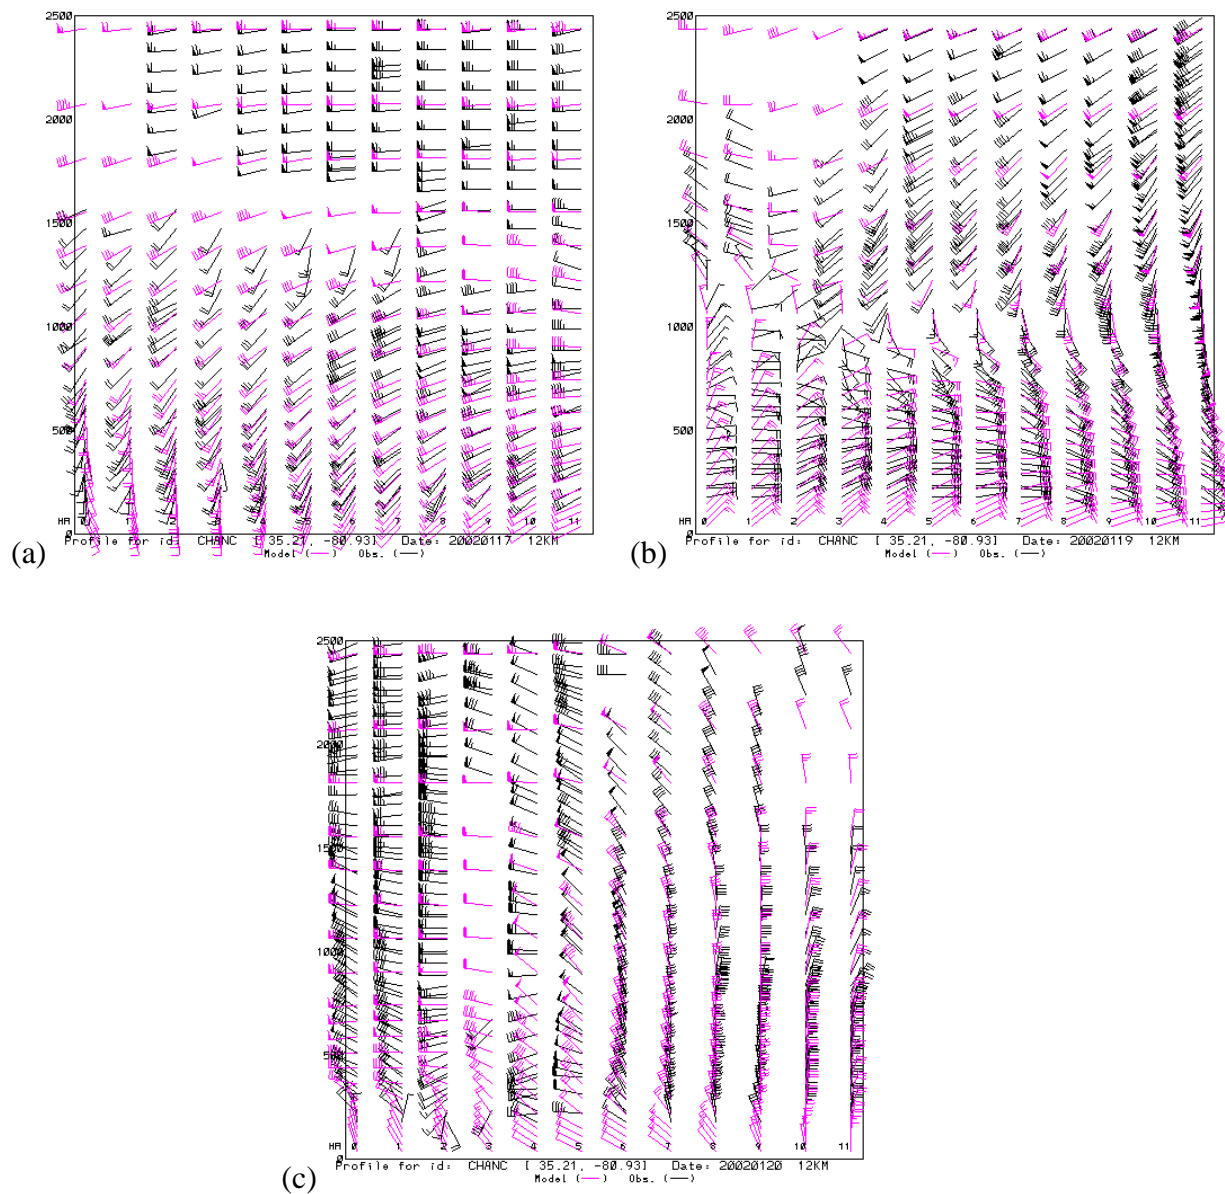 2500
2000
1500
1000
500
0
HR 0 1 2 3 4 5 6 7 8 9 10 11
(a) Profile for id: CHANC [ 35.21, -80.93] Date: 20020117 12KM
Model (—) Obs. (—)
2500
2000
1500
1000
500
0
HR 0 1 2 3 4 5 6 7 8 9 10 11
(b) Profile for id: CHANC [ 35.21, -80.93] Date: 20020119 12KM
Model (—) Obs. (—)
2500
2000
1500
1000
500
0
HR 0 1 2 3 4 5 6 7 8 9 10 11
(c) Profile for id: CHANC [ 35.21, -80.93] Date: 20020120 12KM
Model (—) Obs. (—)